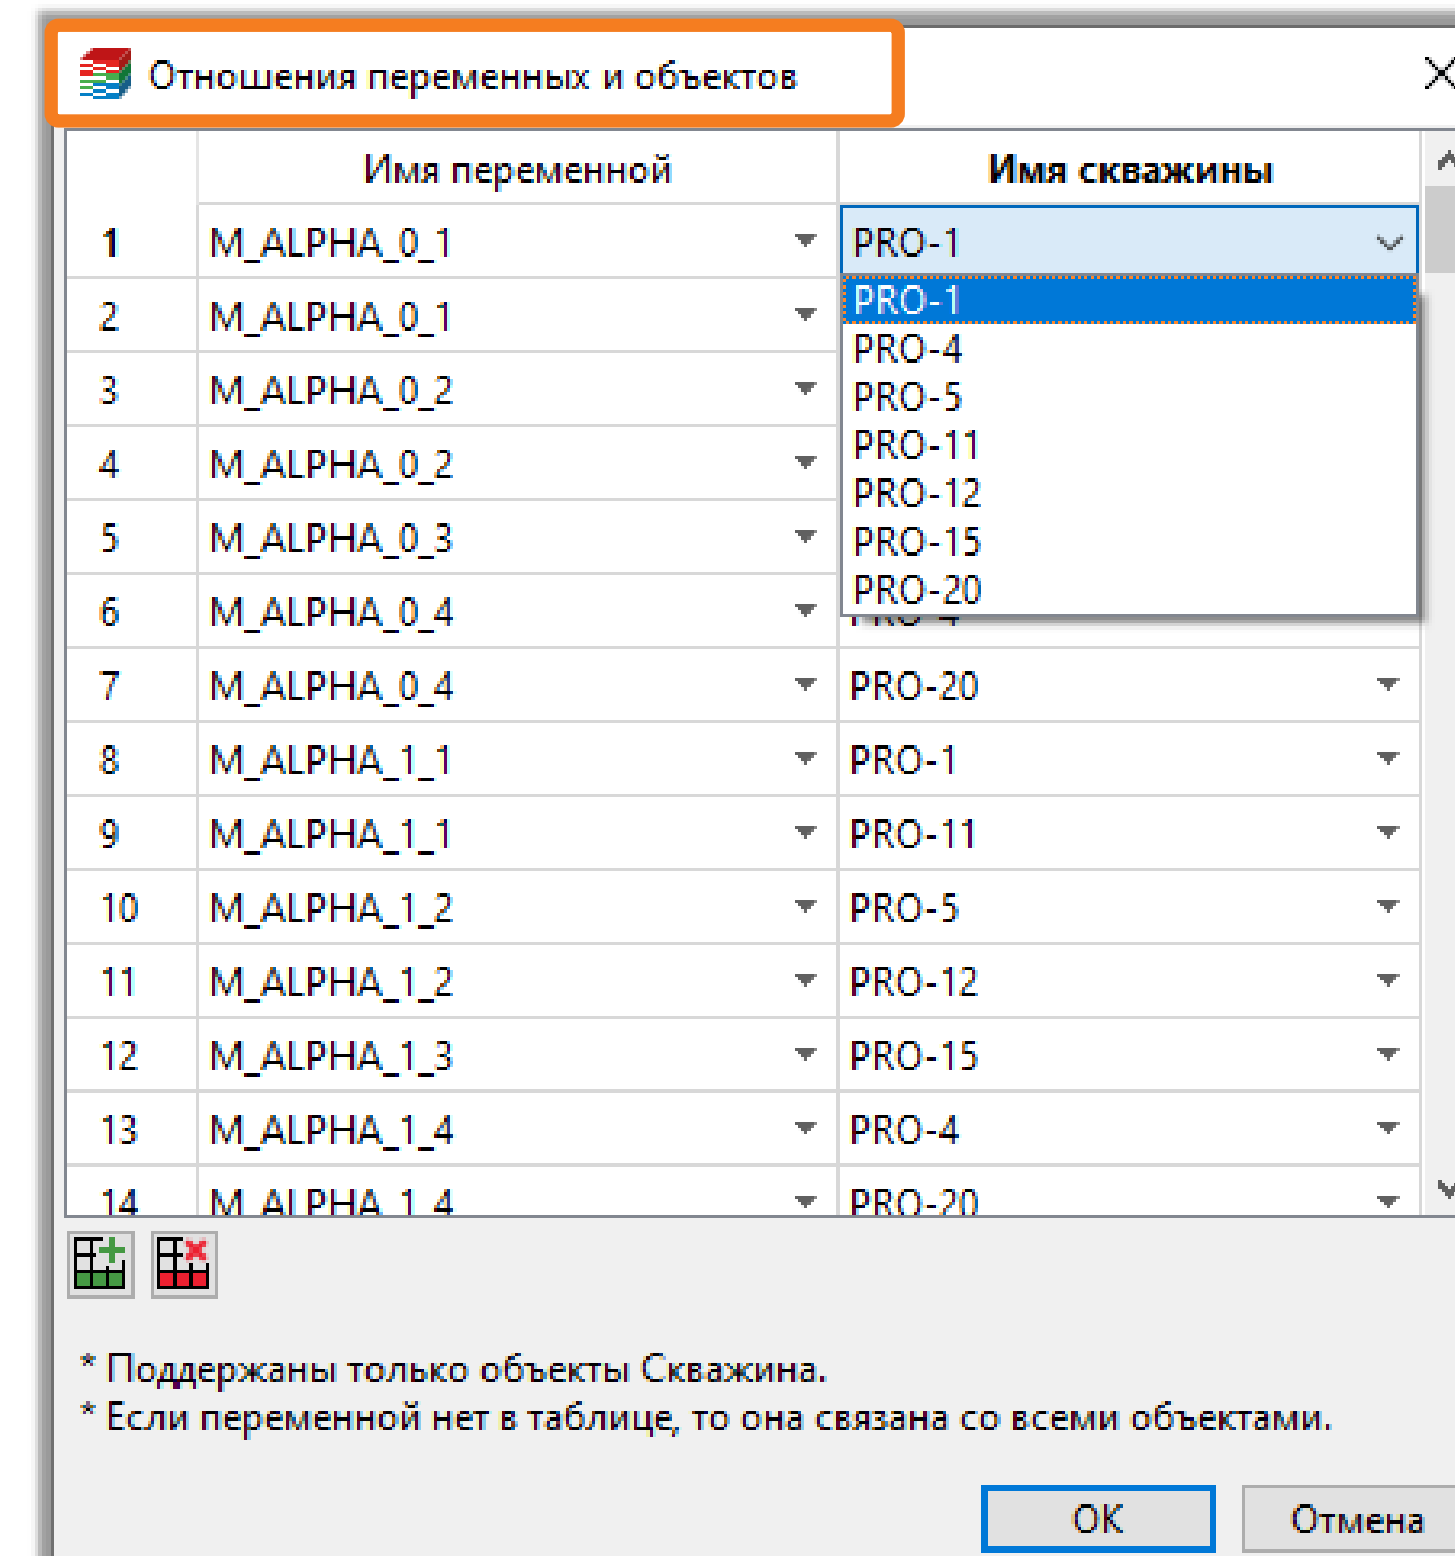 Отношения переменных и объектов
Имя переменной Имя скважины
1 M_ALPHA_0_1 PRO-1
PRO-1
2 M_ALPHA_0_1
PRO-4
3 M_ALPHA_0_2 PRO-5
PRO-11
4 M_ALPHA_0_2
PRO-12
5 M_ALPHA_0_3 PRO-15
PRO-20
6 M_ALPHA_0_4 PRO-4
7 M_ALPHA_0_4 PRO-20
8 M_ALPHA_1_1 PRO-1
9 M_ALPHA_1_1 PRO-11
10 M_ALPHA_1_2 PRO-5
11 M_ALPHA_1_2 PRO-12
12 M_ALPHA_1_3 PRO-15
13 M_ALPHA_1_4 PRO-4
14 M_ALPHA_1_4 PRO-20
* Поддержаны только объекты Скважина.
* Если переменной нет в таблице, то она связана со всеми объектами.
ОК Отмена